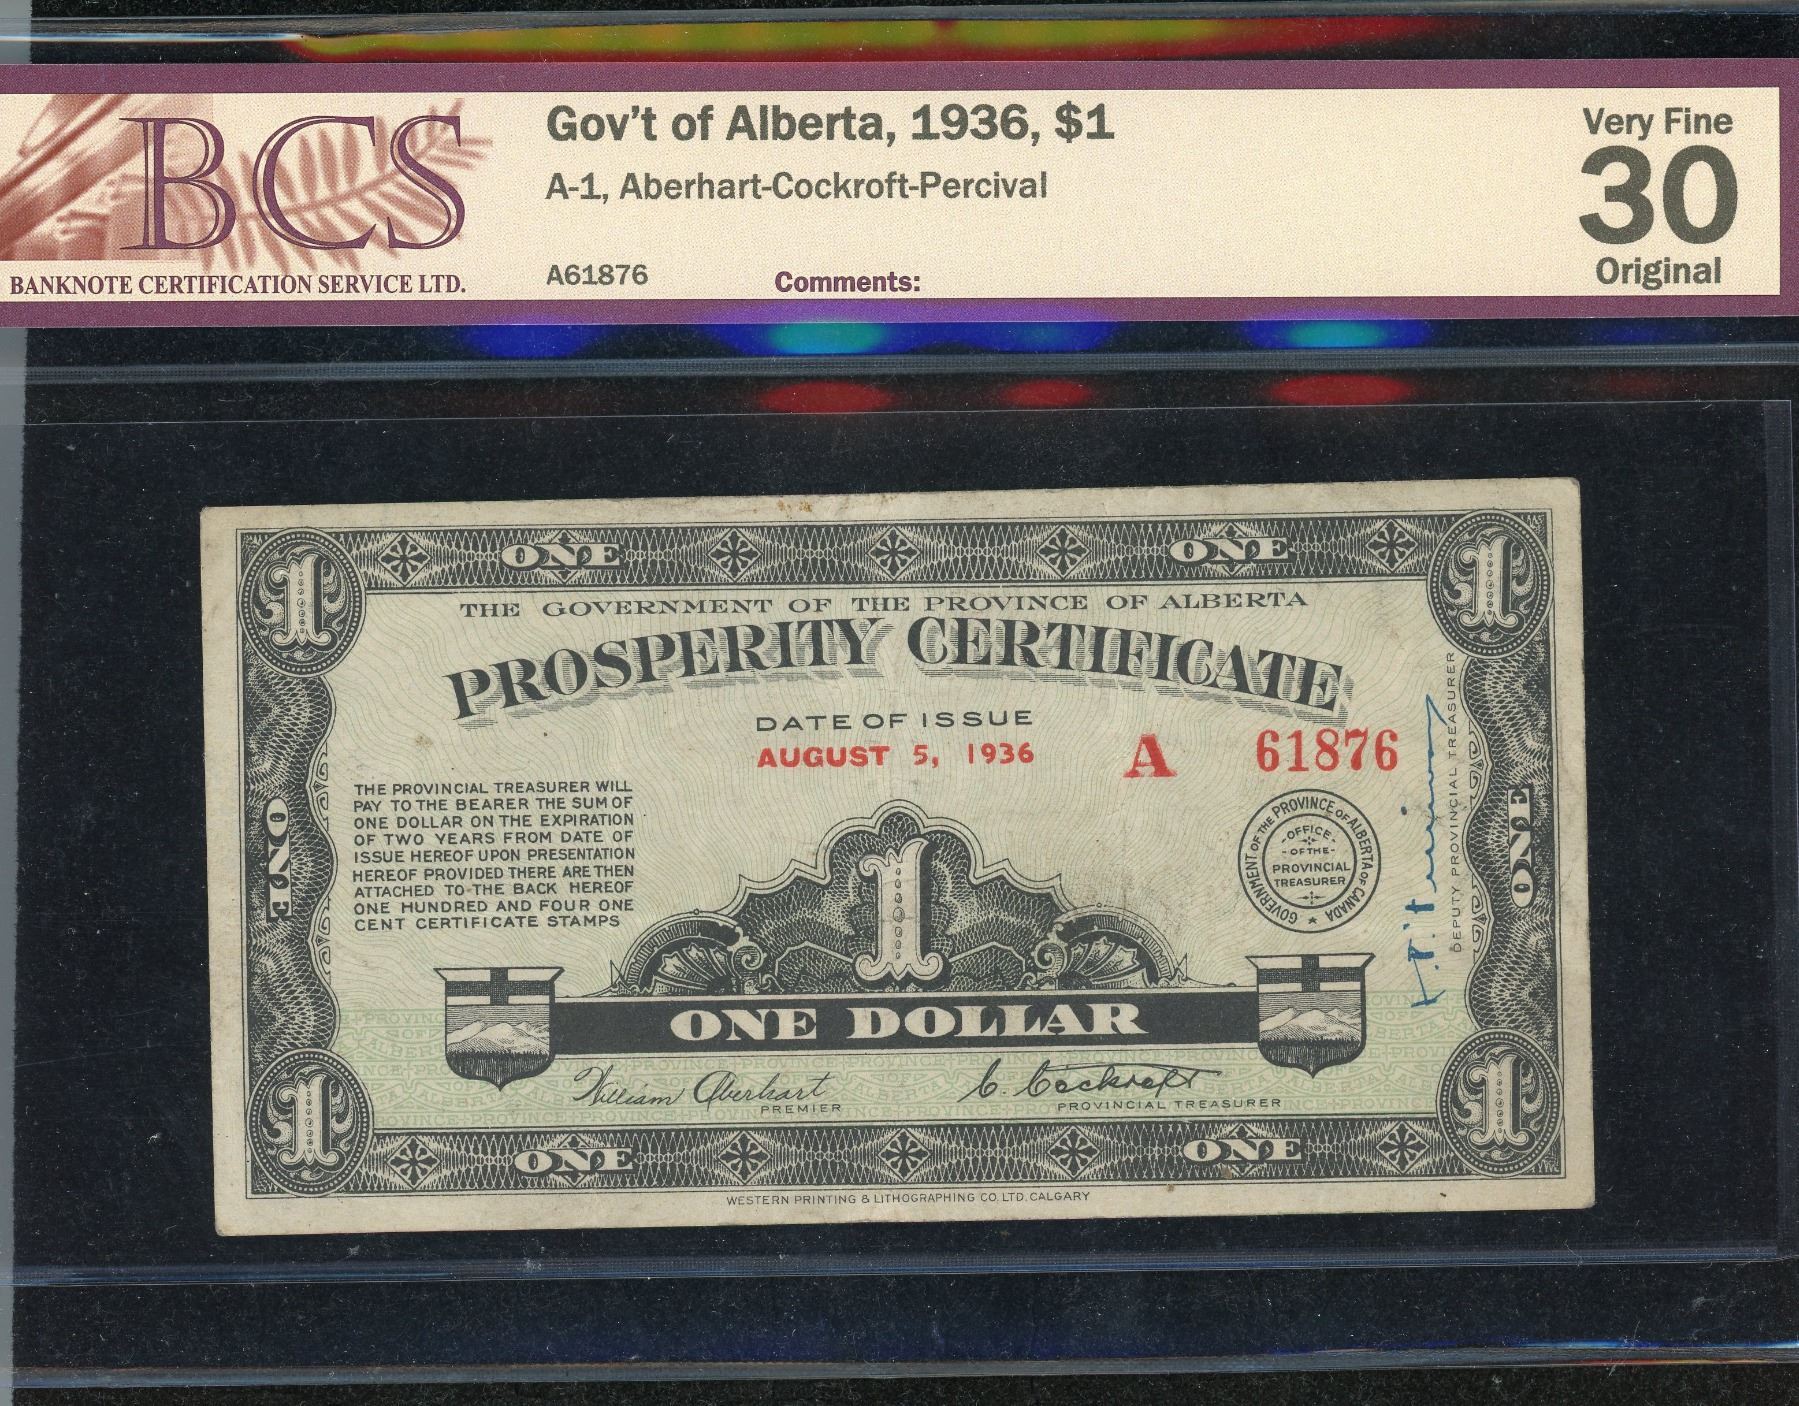 BCS
BANKNOTE CERTIFICATION SERVICE LTD.
Gov't of Alberta, 1936, $1
A-1, Aberhart-Cockroft-Percival
A61876
Comments:
Very Fine
30
Original
1 ONE ONE 1
THE GOVERNMENT OF THE PROVINCE OF ALBERTA
PROSPERITY CERTIFICATE
DATE OF ISSUE
AUGUST 5, 1936
A 61876
THE PROVINCIAL TREASURER WILL
PAY TO THE BEARER THE SUM OF
ONE DOLLAR ON THE EXPIRATION
OF TWO YEARS FROM DATE OF
ISSUE HEREOF UPON PRESENTATION
HEREOF PROVIDED THERE ARE THEN
ATTACHED TO THE BACK HEREOF
ONE HUNDRED AND FOUR ONE
CENT CERTIFICATE STAMPS
ONE
1
GOVERNMENT OF THE PROVINCE OF ALBERTA OF CANADA
OFFICE
OF THE
PROVINCIAL
TREASURER
DEPUTY PROVINCIAL TREASURER
ONE
ONE DOLLAR
William Aberhart
PREMIER
C. Cockroft
PROVINCIAL TREASURER
1 ONE ONE 1
WESTERN PRINTING & LITHOGRAPHING CO. LTD. CALGARY